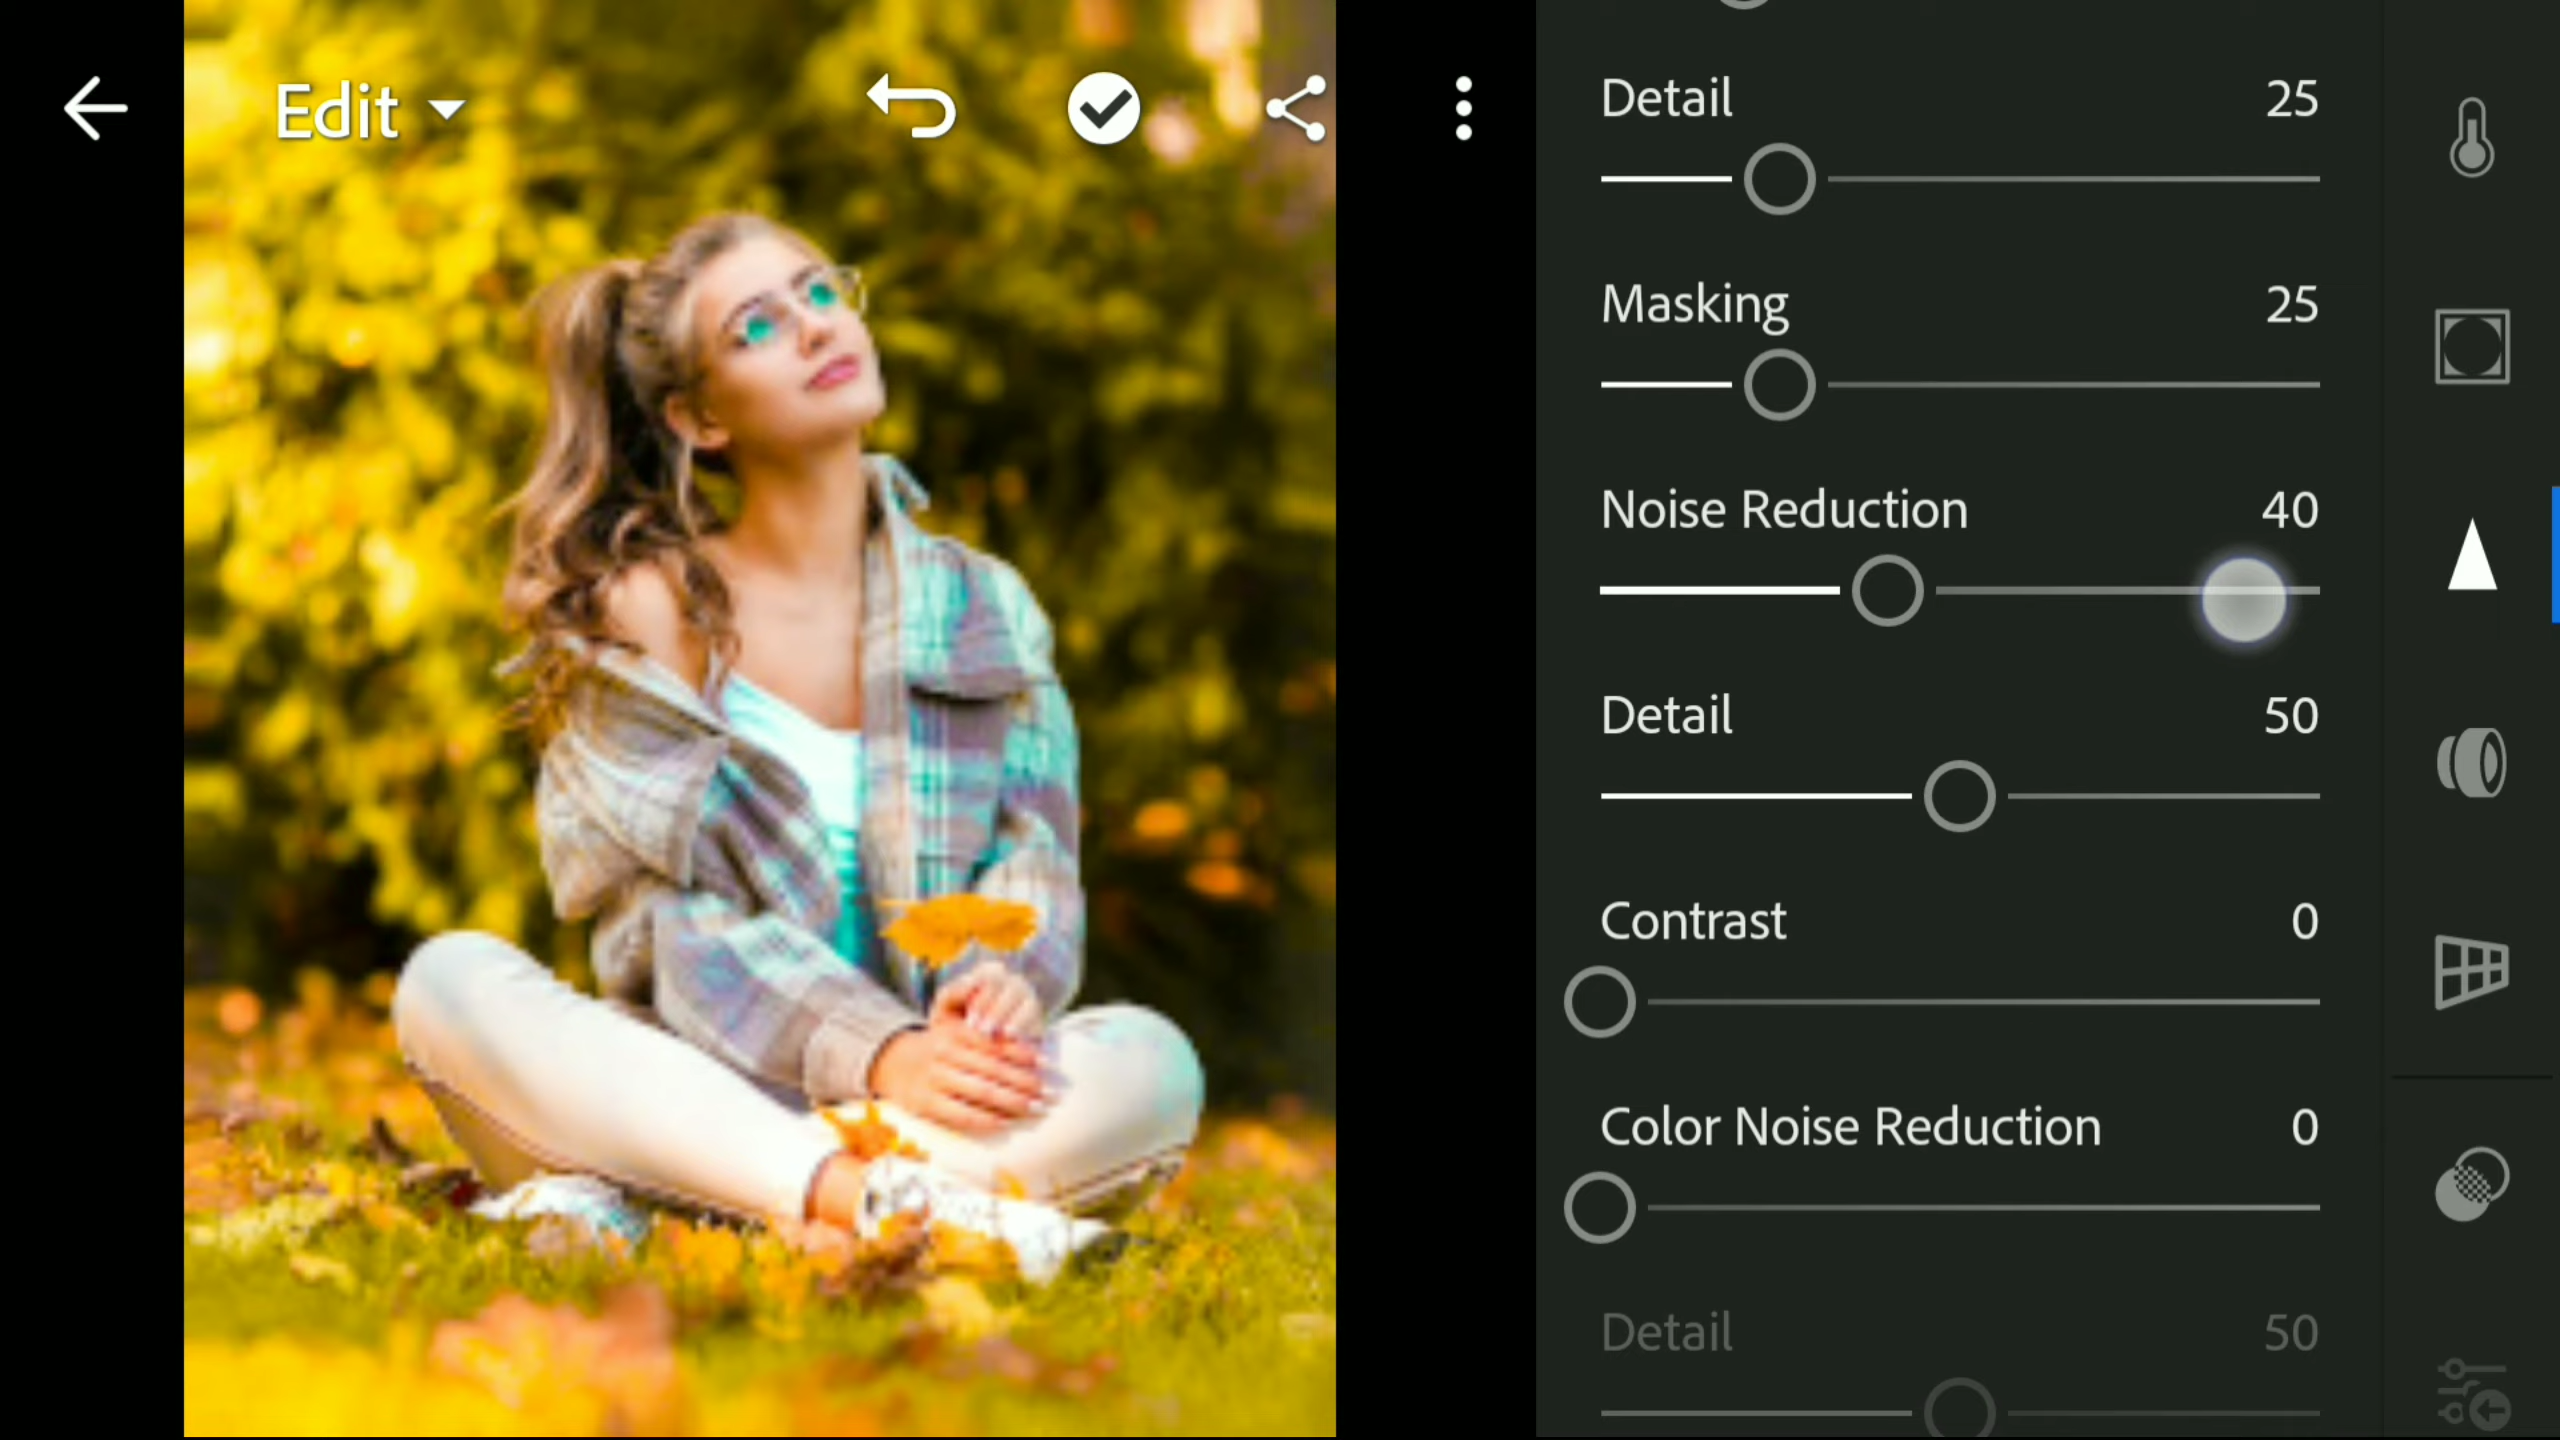 Edit
Detail 25
Masking 25
Noise Reduction 40
Detail 50
Contrast 0
Color Noise Reduction 0
Detail 50